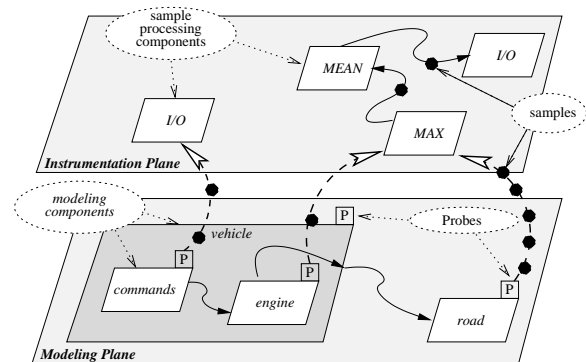 sample
processing
components
MEAN
I/O
I/O
MAX
samples
Instrumentation Plane
modeling
components
vehicle
P
Probes
P
P
P
commands
engine
road
Modeling Plane